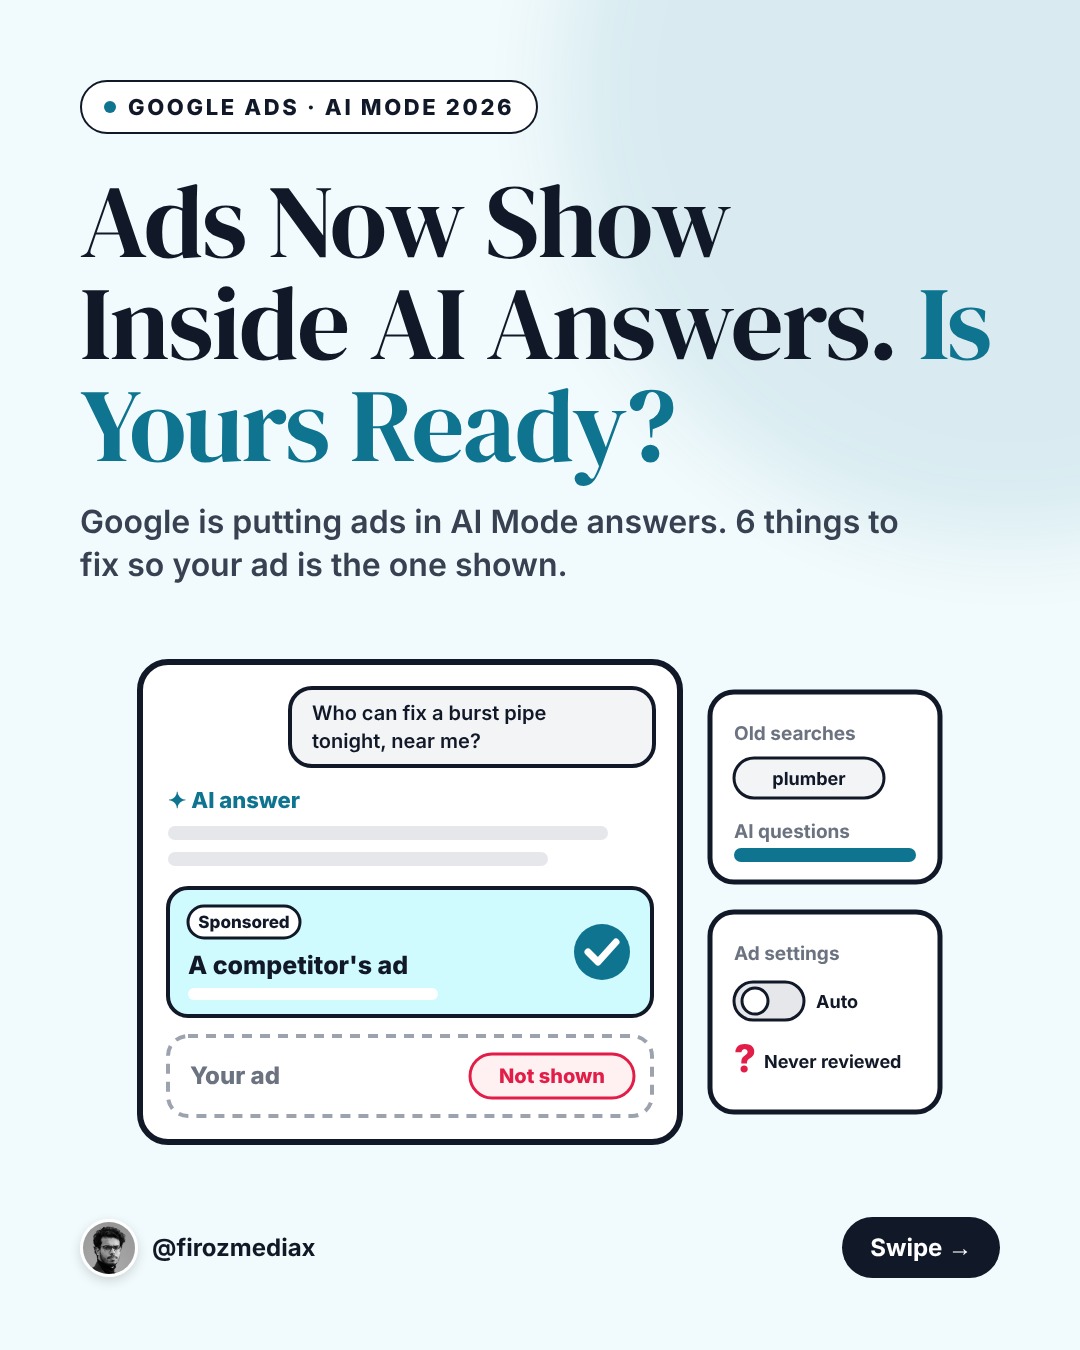 GOOGLE ADS · AI MODE 2026
Ads Now Show
Inside AI Answers. Is
Yours Ready?
Google is putting ads in AI Mode answers. 6 things to
fix so your ad is the one shown.
Who can fix a burst pipe
tonight, near me?
✦ AI answer
Sponsored
A competitor's ad
Your ad
Not shown
Old searches
plumber
AI questions
Ad settings
Auto
? Never reviewed
@firozmediax
Swipe →